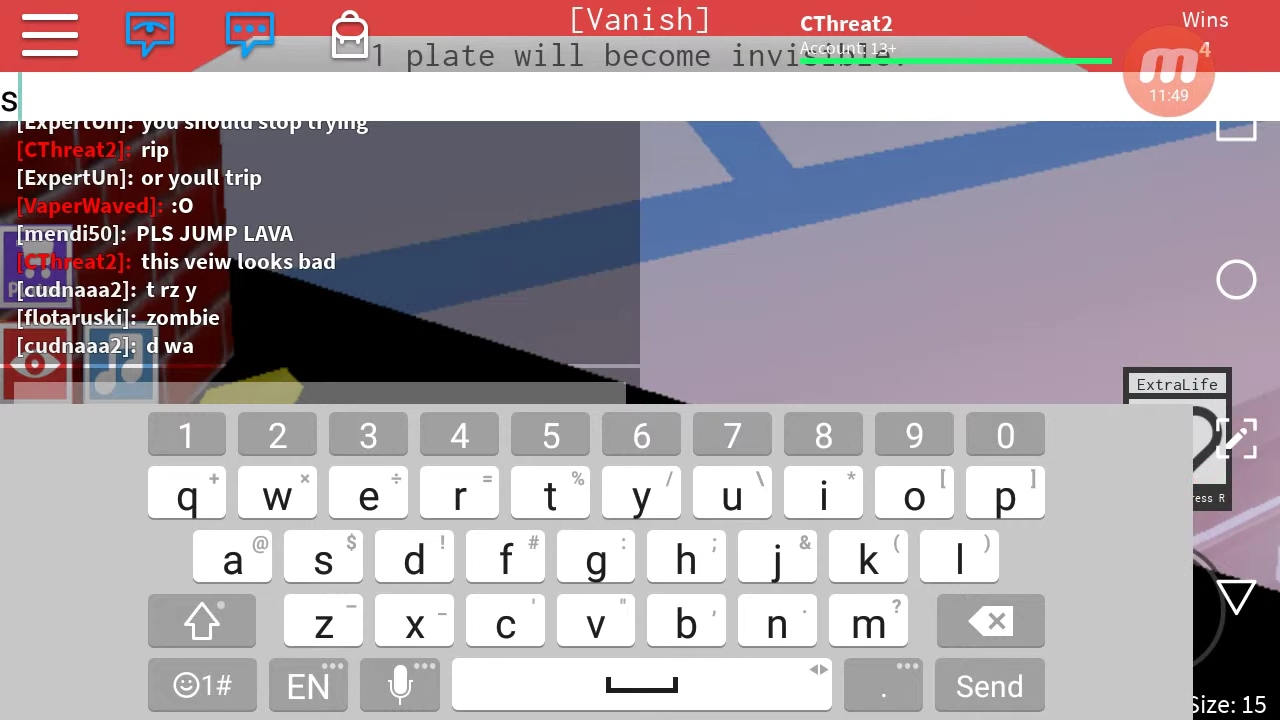 [Vanish]
CThreat2
Wins
Account: 13+
4
1 plate will become invisible.
11:49
s
[ExpertUn]: you should stop trying
[CThreat2]: rip
[ExpertUn]: or youll trip
[VaperWaved]: :O
[mendi50]: PLS JUMP LAVA
[CThreat2]: this veiw looks bad
[cudnaaa2]: t rz y
[flotaruski]: zombie
[cudnaaa2]: d wa
ExtraLife
ress R
1 2 3 4 5 6 7 8 9 0
q + w × e ÷ r = t % y / u \ i * o [ p ]
a @ s $ d ! f # g : h ; j & k ( l )
z – x _ c ' v " b , n . m ?
1# EN . Send
Size: 15